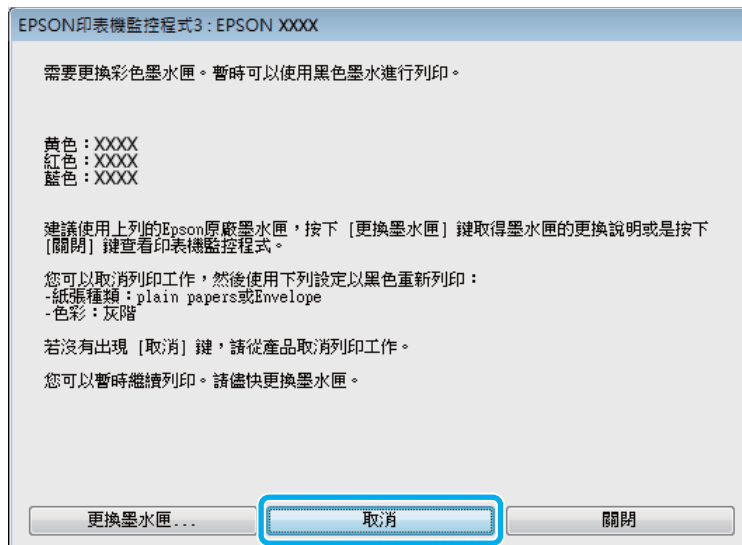 EPSON印表機監控程式3 : EPSON XXXX
需要更換彩色墨水匣。暫時可以使用黑色墨水進行列印。
黃色：XXXX
紅色：XXXX
藍色：XXXX
建議使用上列的Epson原廠墨水匣，按下 [更換墨水匣] 鍵取得墨水匣的更換說明或是按下
[關閉] 鍵查看印表機監控程式。
您可以取消列印工作，然後使用下列設定以黑色重新列印：
-紙張種類：plain papers或Envelope
-色彩：灰階
若沒有出現 [取消] 鍵，請從產品取消列印工作。
您可以暫時繼續列印。請儘快更換墨水匣。
更換墨水匣...
取消
關閉